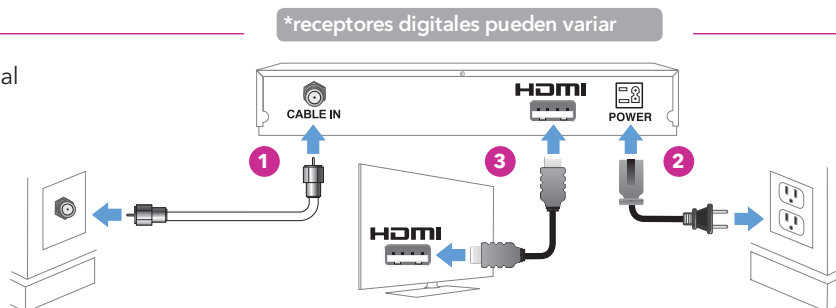 *receptores digitales pueden variar
al
CABLE IN
HDMI
POWER
1
3
2
HDMI